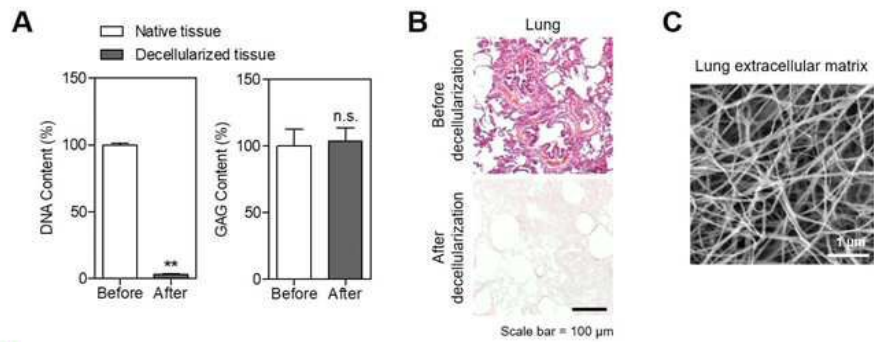 A
Native tissue
Decellularized tissue
DNA Content (%)
150
100
50
0
**
Before After
GAG Content (%)
150
100
50
0
n.s.
Before After
B
Lung
Before
decellularization
After
decellularization
Scale bar = 100 µm
C
Lung extracellular matrix
1 µm